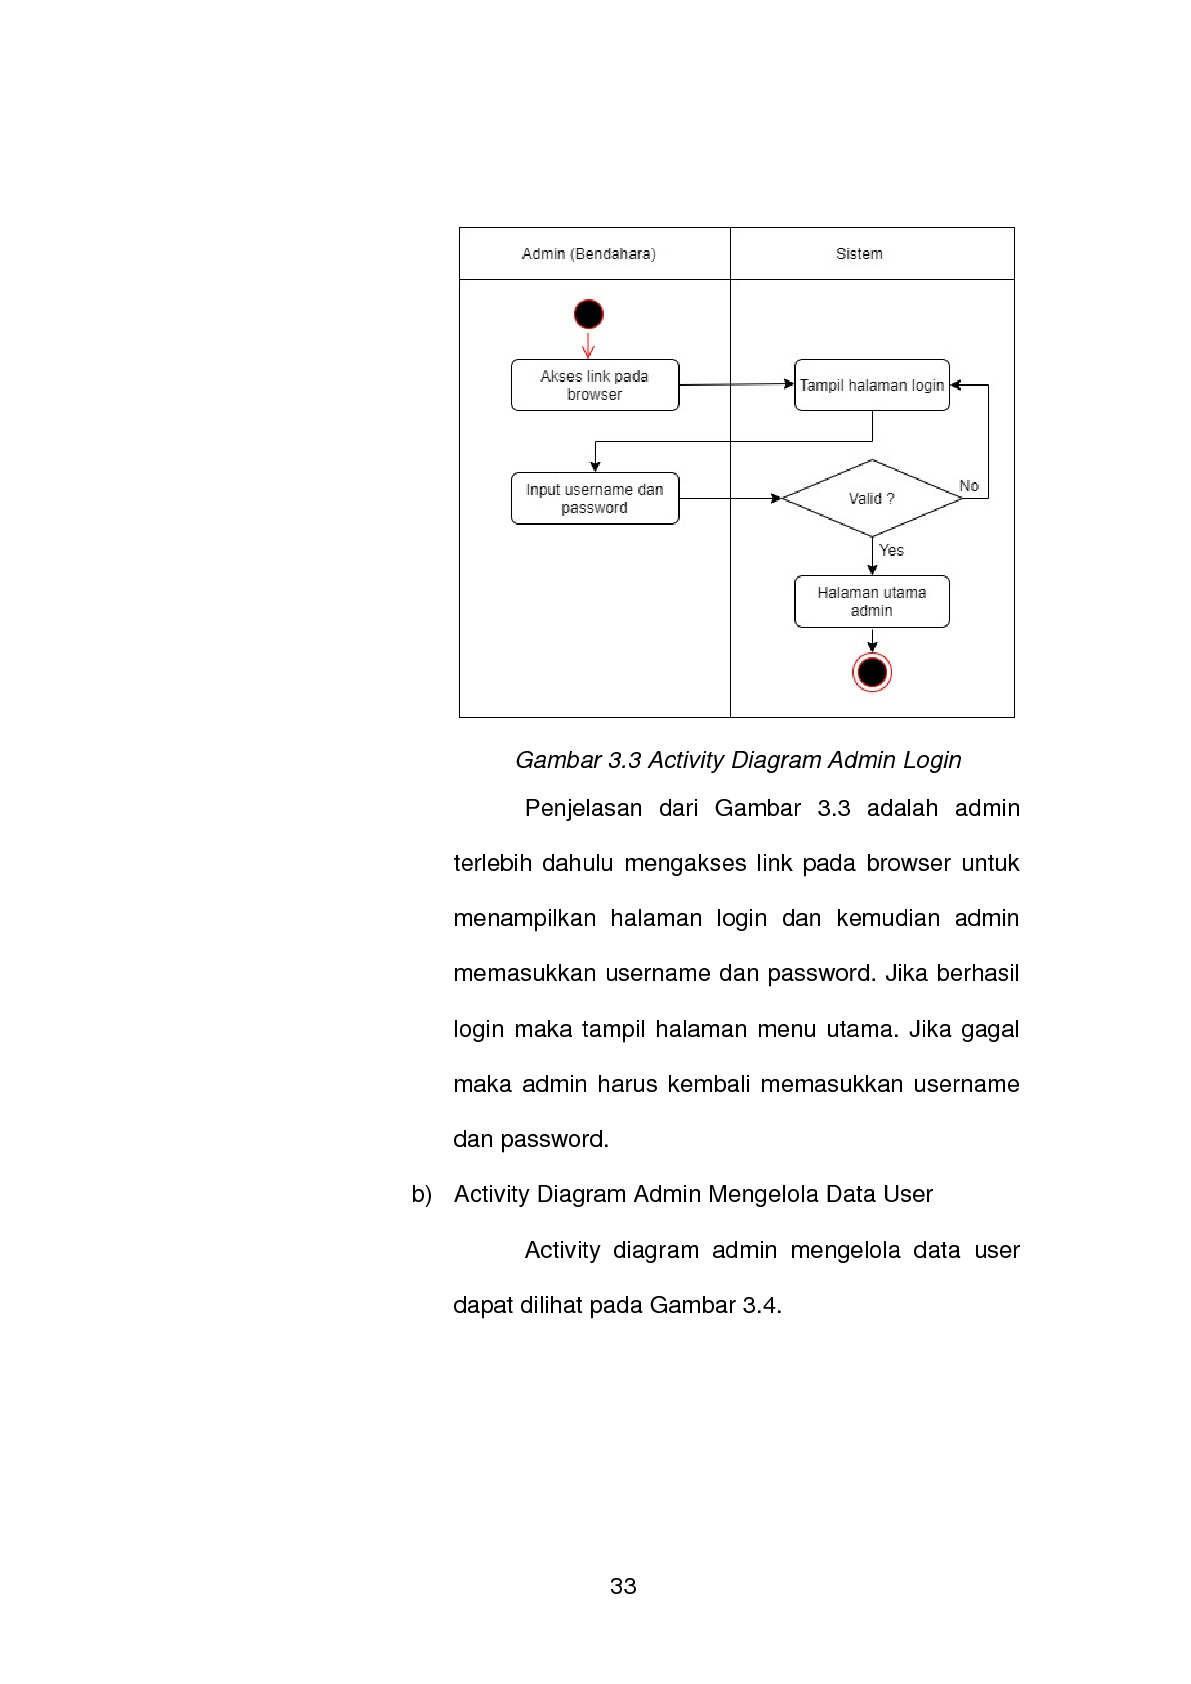 Admin (Bendahara)
Sistem
Akses link pada
browser
Tampil halaman login
Input username dan
password
Valid ?
No
Yes
Halaman utama
admin
Gambar 3.3 Activity Diagram Admin Login
Penjelasan dari Gambar 3.3 adalah admin
terlebih dahulu mengakses link pada browser untuk
menampilkan halaman login dan kemudian admin
memasukkan username dan password. Jika berhasil
login maka tampil halaman menu utama. Jika gagal
maka admin harus kembali memasukkan username
dan password.
b) Activity Diagram Admin Mengelola Data User
Activity diagram admin mengelola data user
dapat dilihat pada Gambar 3.4.
33